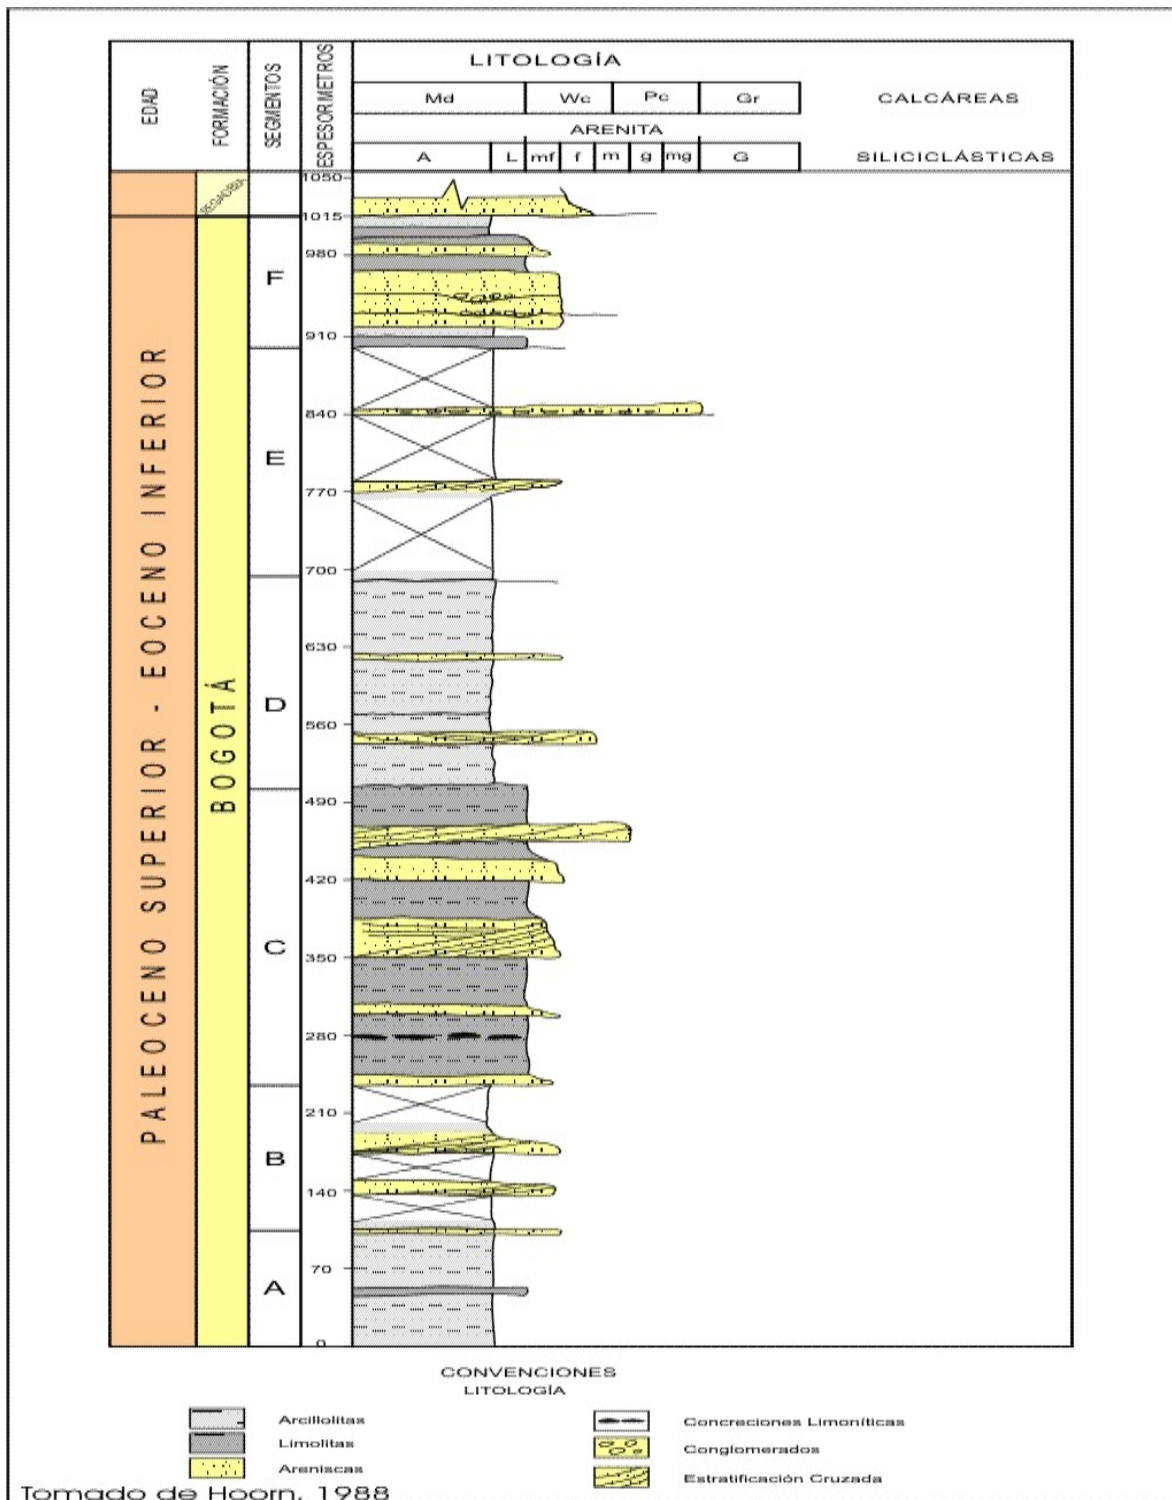 LITOLOGÍA
EDAD
FORMACIÓN
SEGMENTOS
ESPESORMETROS
Md Wc Pc Gr CALCÁREAS
ARENITA
A L mf f m g mg G SILICICLÁSTICAS
1050
1015
980
F
910
840
E
770
700
630
D
560
490
420
C
350
280
210
B
140
70
A
0
PALEOCENO SUPERIOR - EOCENO INFERIOR
BOGOTÁ
CONVENCIONES
LITOLOGÍA
Arcillolitas
Limolitas
Areniscas
Concreciones Limoníticas
Conglomerados
Estratificación Cruzada
Tomado de Hoorn, 1988